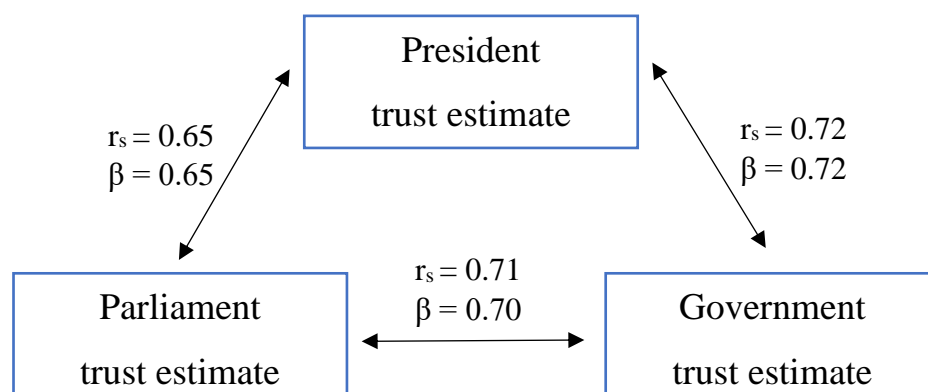 President
trust estimate
rs = 0.65
β = 0.65
rs = 0.72
β = 0.72
rs = 0.71
β = 0.70
Parliament
trust estimate
Government
trust estimate